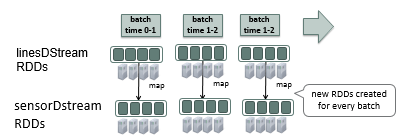 batch
time 0-1
batch
time 1-2
batch
time 1-2
linesDStream
RDDs
map
map
map
new RDDs created
for every batch
sensorDstream
RDDs